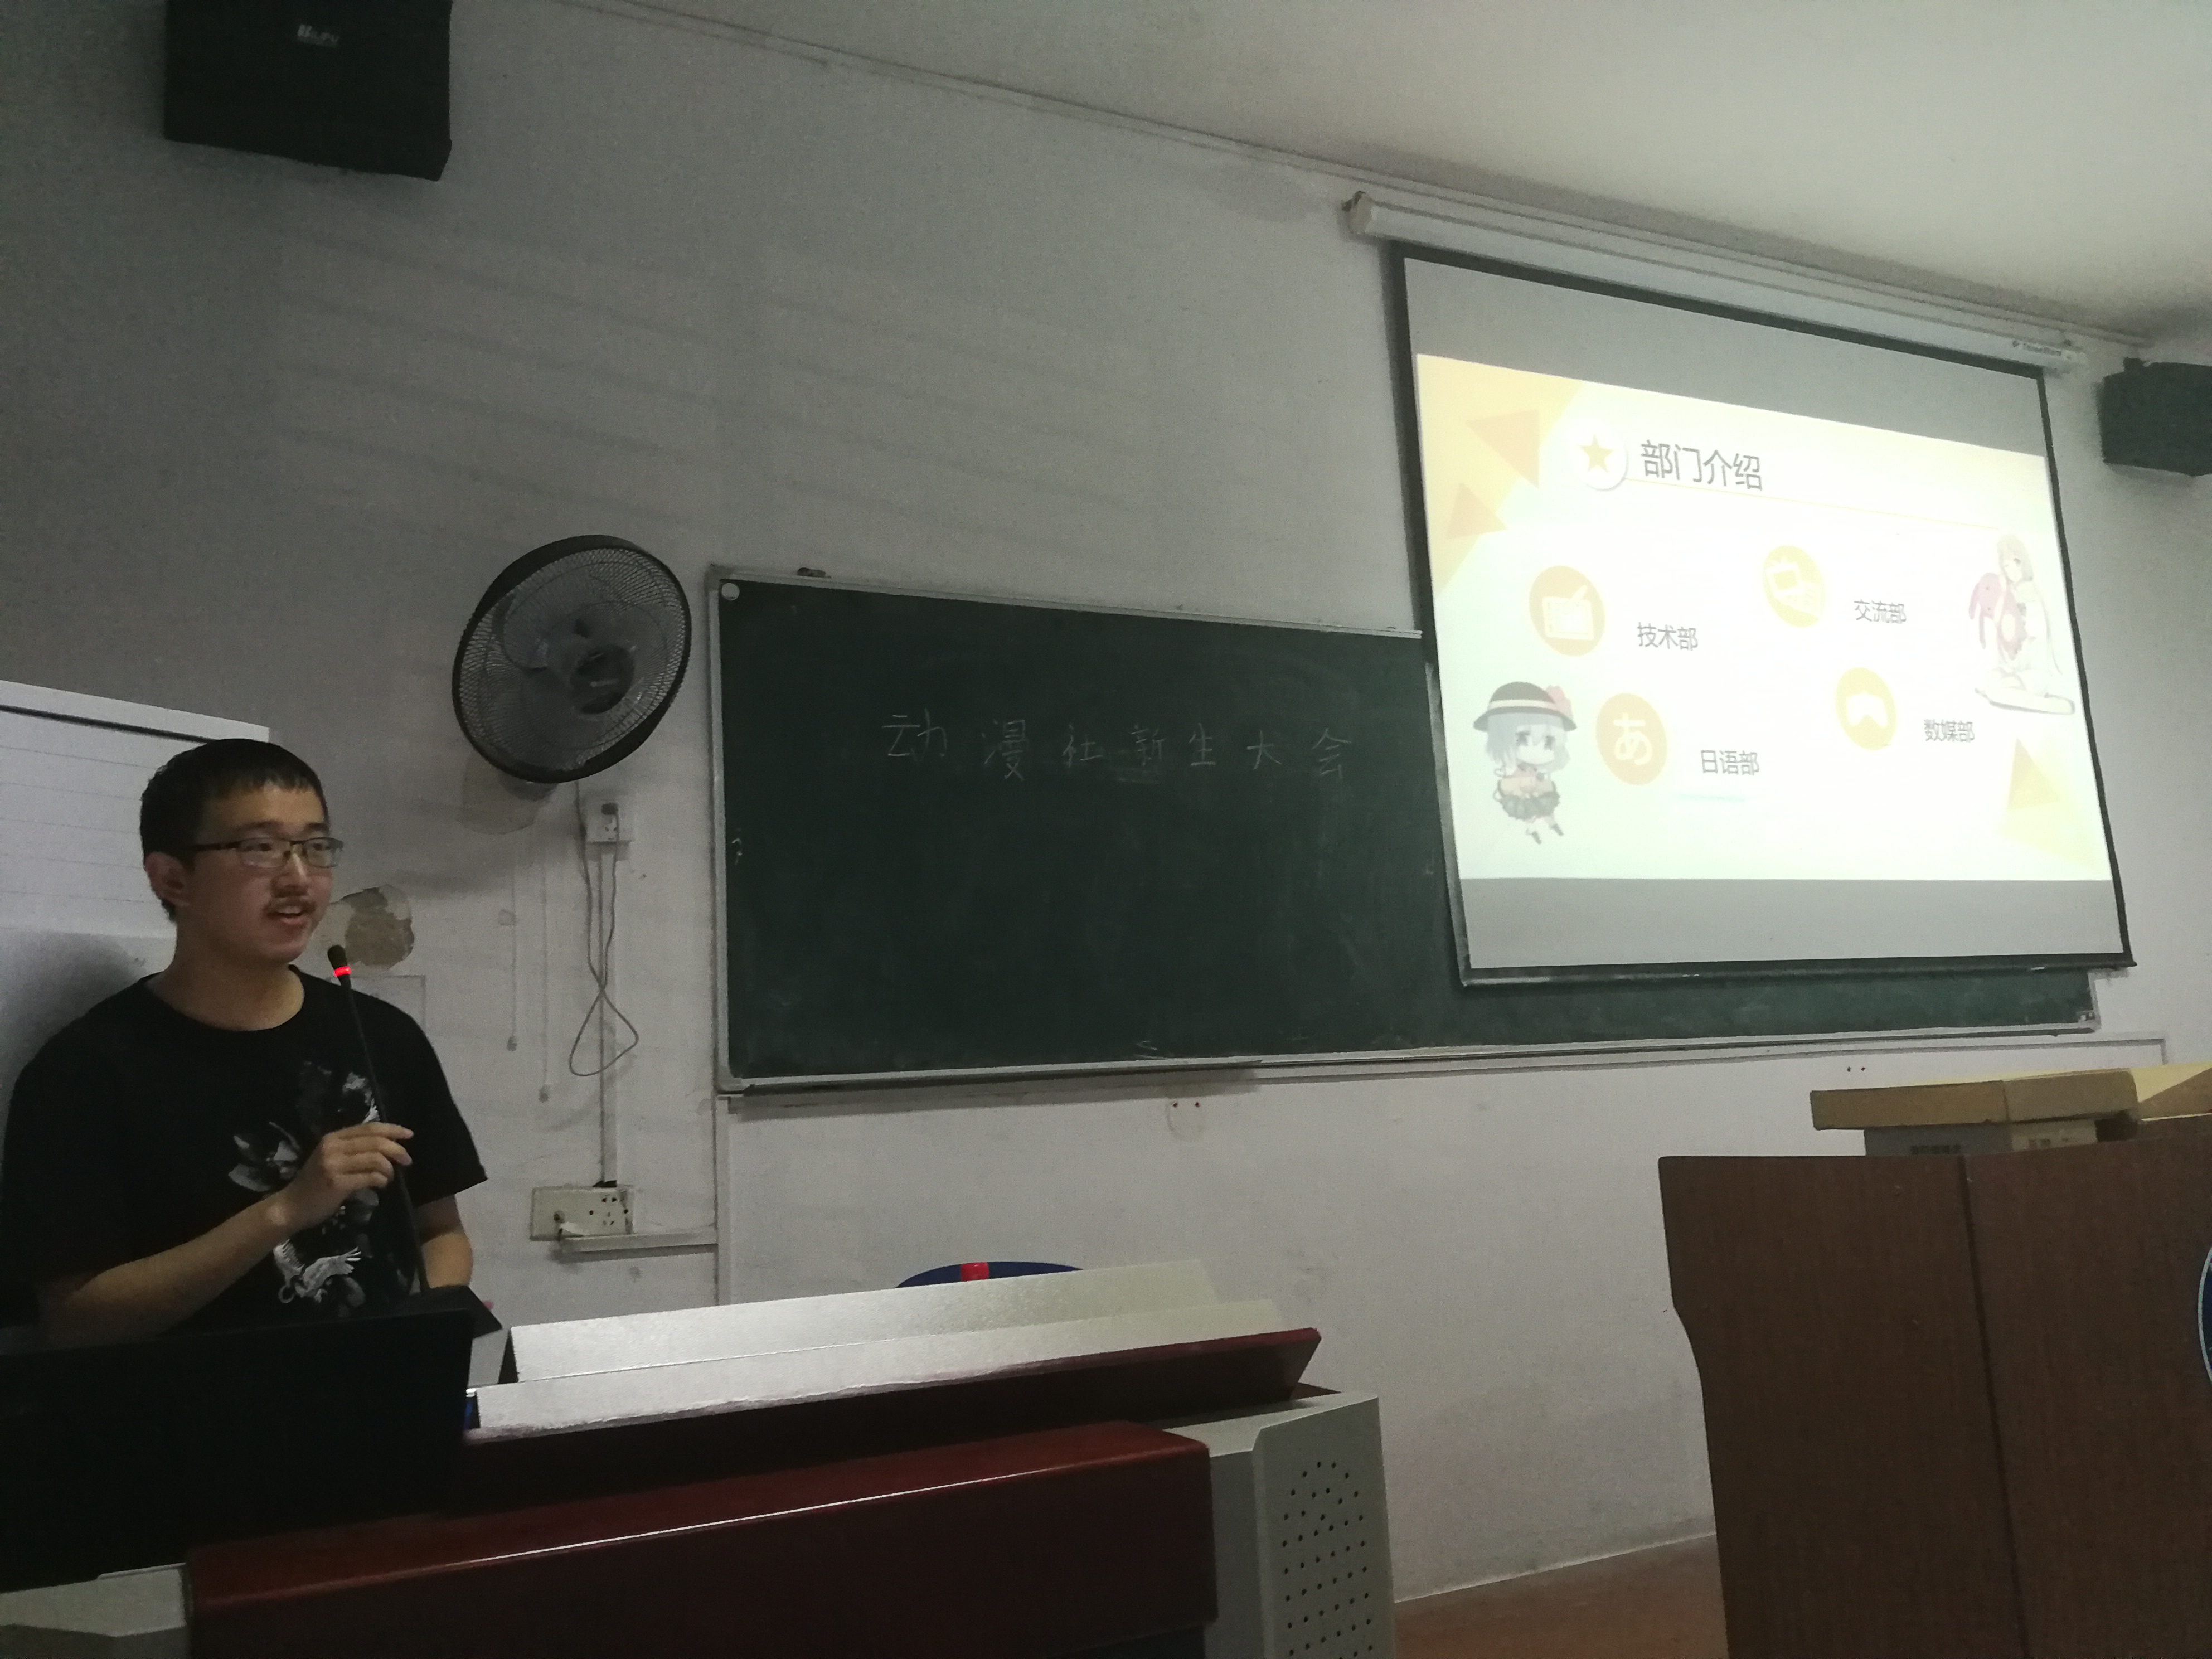 动漫社新生大会
部门介绍
技术部
交流部
あ
日语部
数媒部